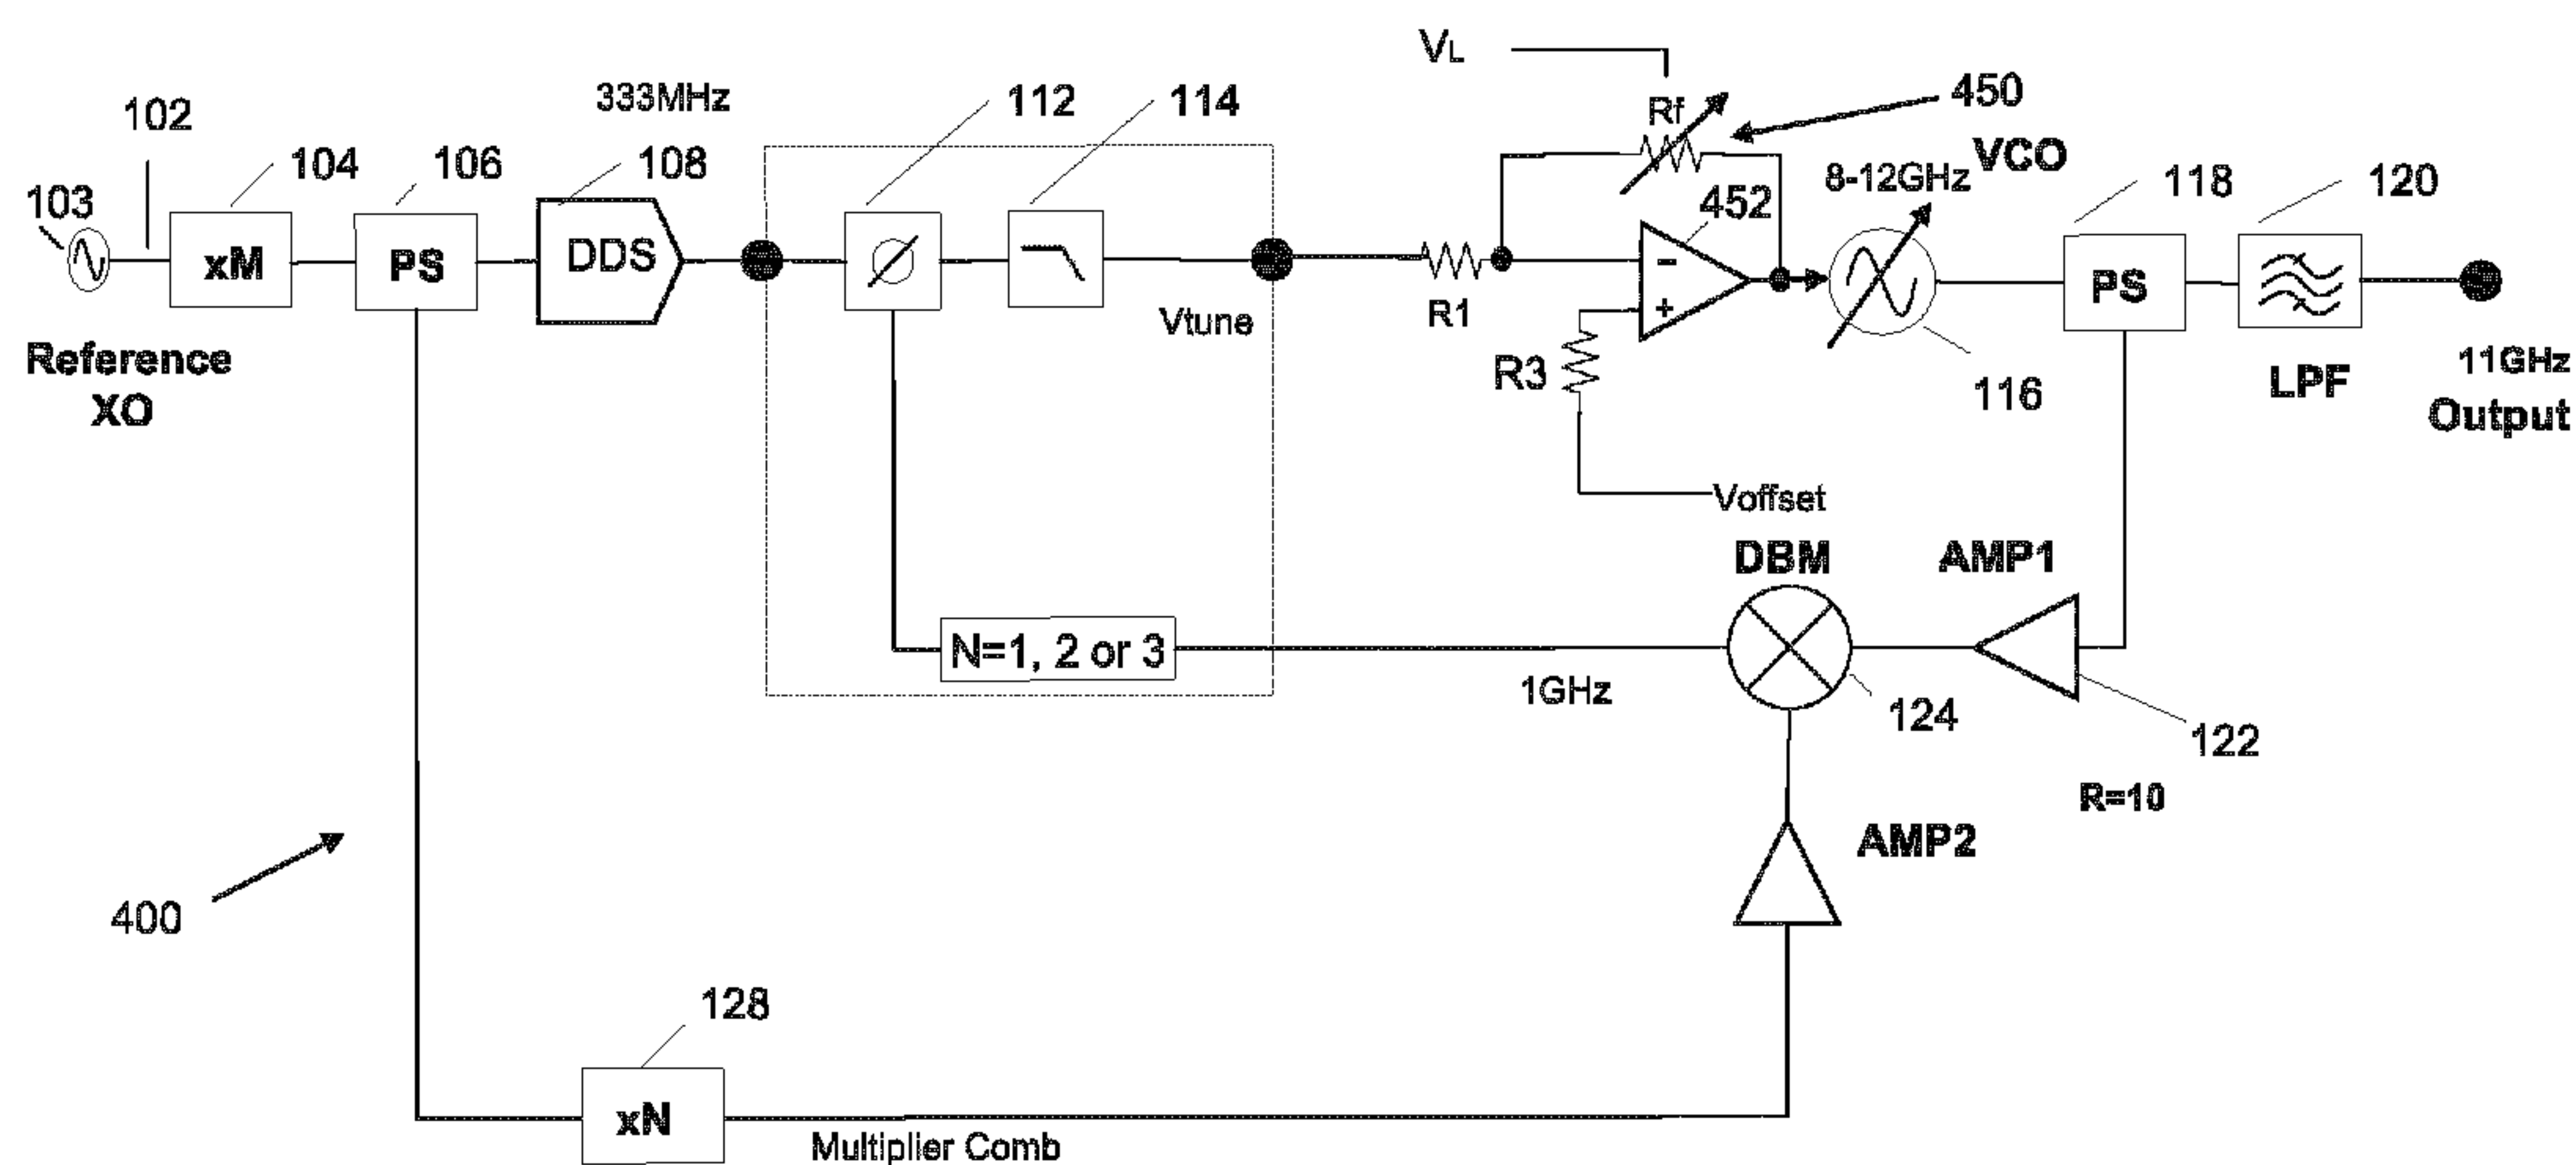 VL
333MHz
112
114
Rf
450
102
VCO
104
106
108
8-12GHz
118
120
103
452
xM
PS
DDS
-
PS
+
R1
Vtune
Reference
XO
R3
116
11GHz
Output
LPF
Voffset
DBM
AMP1
N=1, 2 or 3
1GHz
124
122
R=10
AMP2
400
128
xN
Multiplier Comb